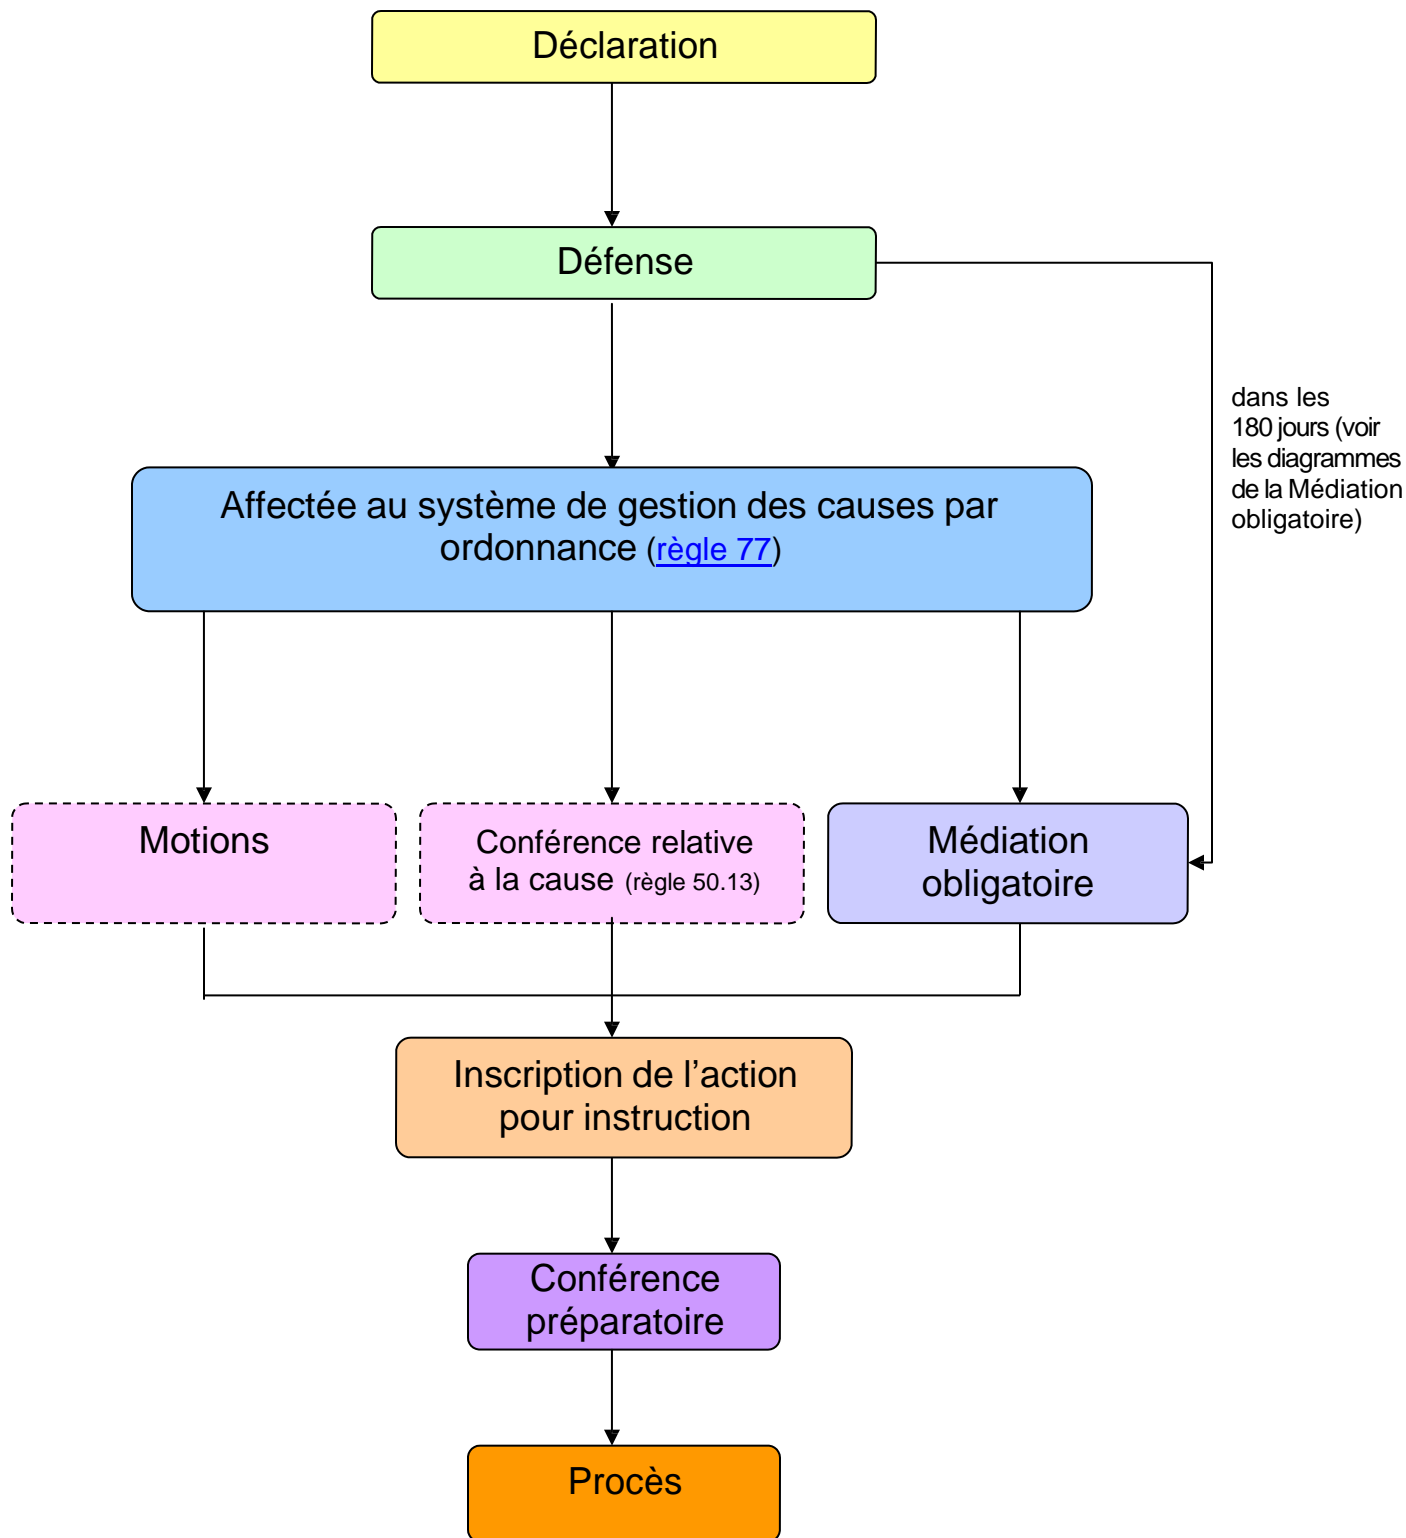 Déclaration
Défense
dans les
180 jours (voir
les diagrammes
de la Médiation
obligatoire)
Affectée au système de gestion des causes par
ordonnance (règle 77)
Motions
Conférence relative
à la cause (règle 50.13)
Médiation
obligatoire
Inscription de l’action
pour instruction
Conférence
préparatoire
Procès